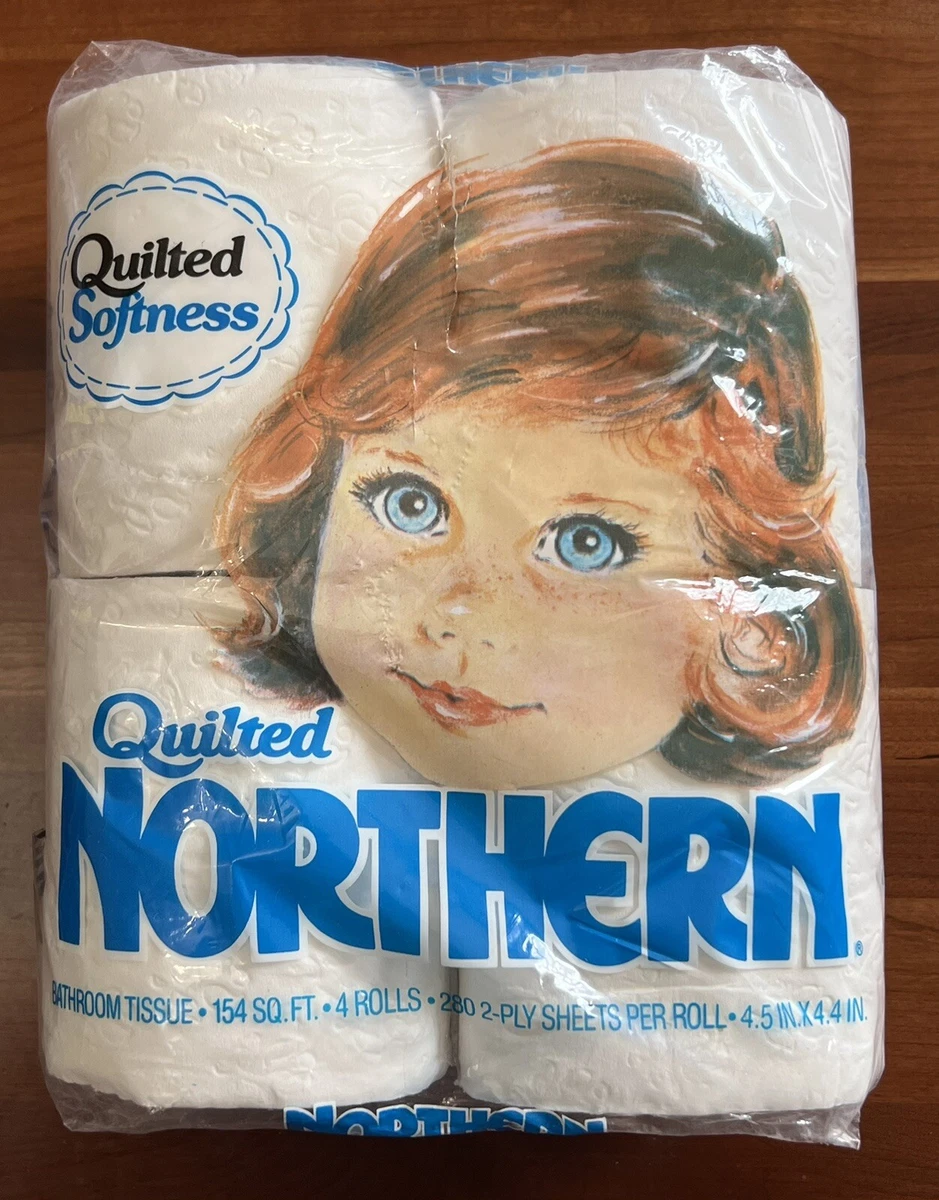 NORTHERN
Quilted
Softness
Quilted
NORTHERN®
BATHROOM TISSUE • 154 SQ. FT. • 4 ROLLS • 280 2-PLY SHEETS PER ROLL • 4.5 IN. X 4.4 IN.
NORTHERN